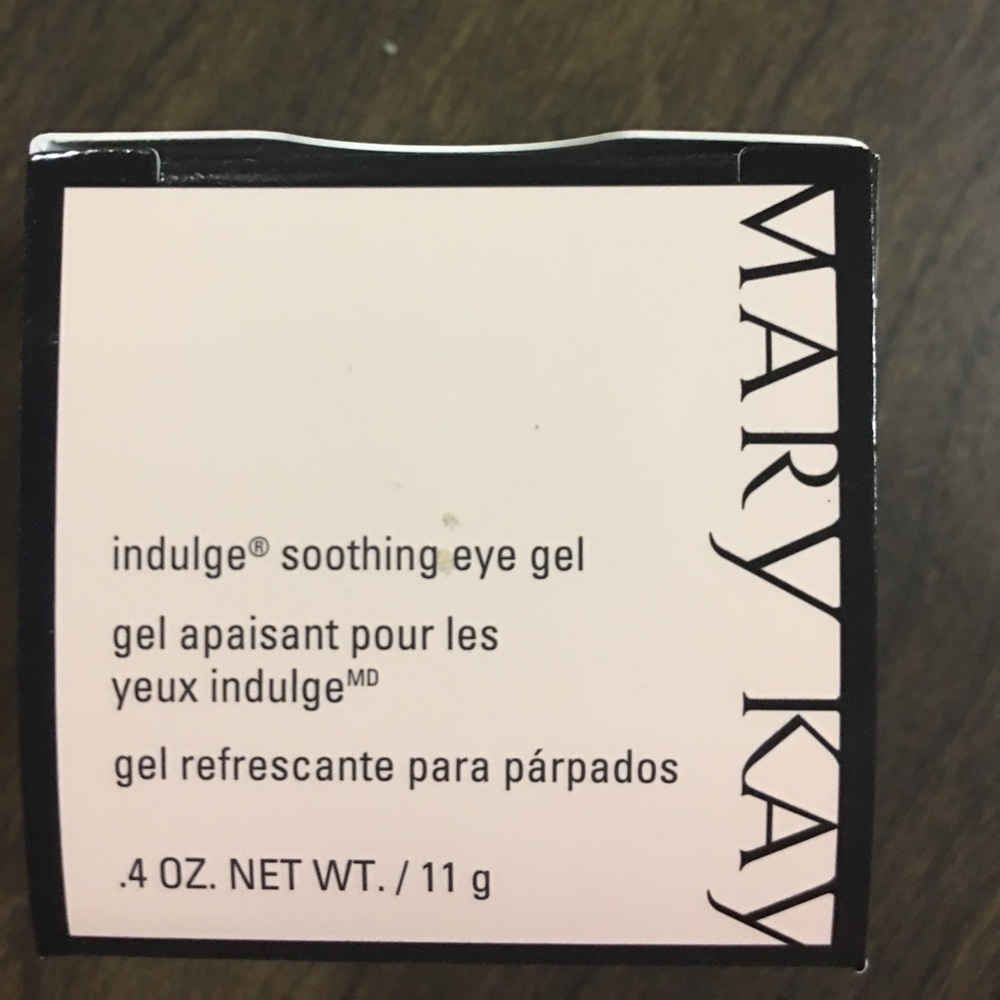 indulge® soothing eye gel
gel apaisant pour les
yeux indulgeMD
gel refrescante para párpados
.4 OZ. NET WT. / 11 g
MARY KAY